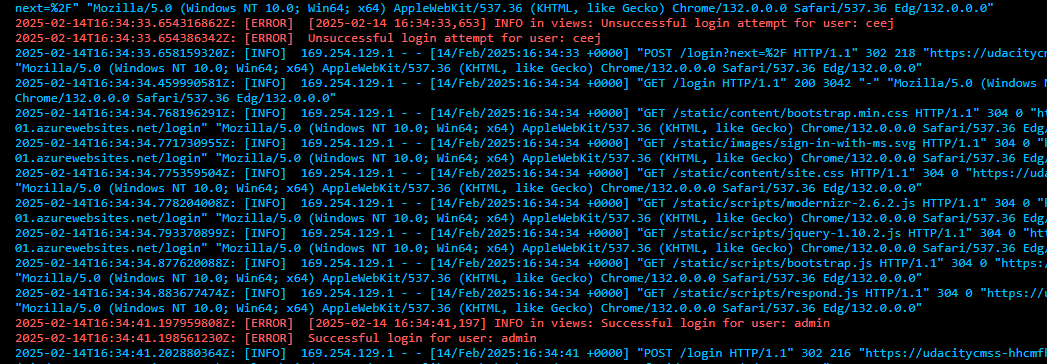 next=%2F" "Mozilla/5.0 (Windows NT 10.0; Win64; x64) AppleWebKit/537.36 (KHTML, like Gecko) Chrome/132.0.0.0 Safari/537.36 Edg/132.0.0.0"
2025-02-14T16:34:33.654316862Z: [ERROR]  [2025-02-14 16:34:33,653] INFO in views: Unsuccessful login attempt for user: ceej
2025-02-14T16:34:33.654386342Z: [ERROR]  Unsuccessful login attempt for user: ceej
2025-02-14T16:34:33.658159320Z: [INFO]  169.254.129.1 - - [14/Feb/2025:16:34:33 +0000] "POST /login?next=%2F HTTP/1.1" 302 218 "https://udacitycm
"Mozilla/5.0 (Windows NT 10.0; Win64; x64) AppleWebKit/537.36 (KHTML, like Gecko) Chrome/132.0.0.0 Safari/537.36 Edg/132.0.0.0"
2025-02-14T16:34:34.459990581Z: [INFO]  169.254.129.1 - - [14/Feb/2025:16:34:34 +0000] "GET /login HTTP/1.1" 200 3042 "-" "Mozilla/5.0 (Windows N
Chrome/132.0.0.0 Safari/537.36 Edg/132.0.0.0"
2025-02-14T16:34:34.768196291Z: [INFO]  169.254.129.1 - - [14/Feb/2025:16:34:34 +0000] "GET /static/content/bootstrap.min.css HTTP/1.1" 304 0 "ht
01.azurewebsites.net/login" "Mozilla/5.0 (Windows NT 10.0; Win64; x64) AppleWebKit/537.36 (KHTML, like Gecko) Chrome/132.0.0.0 Safari/537.36 Edg/
2025-02-14T16:34:34.771730955Z: [INFO]  169.254.129.1 - - [14/Feb/2025:16:34:34 +0000] "GET /static/images/sign-in-with-ms.svg HTTP/1.1" 304 0 "h
01.azurewebsites.net/login" "Mozilla/5.0 (Windows NT 10.0; Win64; x64) AppleWebKit/537.36 (KHTML, like Gecko) Chrome/132.0.0.0 Safari/537.36 Edg/
2025-02-14T16:34:34.775359504Z: [INFO]  169.254.129.1 - - [14/Feb/2025:16:34:34 +0000] "GET /static/content/site.css HTTP/1.1" 304 0 "https://uda
"Mozilla/5.0 (Windows NT 10.0; Win64; x64) AppleWebKit/537.36 (KHTML, like Gecko) Chrome/132.0.0.0 Safari/537.36 Edg/132.0.0.0"
2025-02-14T16:34:34.778204008Z: [INFO]  169.254.129.1 - - [14/Feb/2025:16:34:34 +0000] "GET /static/scripts/modernizr-2.6.2.js HTTP/1.1" 304 0 "h
01.azurewebsites.net/login" "Mozilla/5.0 (Windows NT 10.0; Win64; x64) AppleWebKit/537.36 (KHTML, like Gecko) Chrome/132.0.0.0 Safari/537.36 Edg/
2025-02-14T16:34:34.793370899Z: [INFO]  169.254.129.1 - - [14/Feb/2025:16:34:34 +0000] "GET /static/scripts/jquery-1.10.2.js HTTP/1.1" 304 0 "htt
01.azurewebsites.net/login" "Mozilla/5.0 (Windows NT 10.0; Win64; x64) AppleWebKit/537.36 (KHTML, like Gecko) Chrome/132.0.0.0 Safari/537.36 Edg/
2025-02-14T16:34:34.877620088Z: [INFO]  169.254.129.1 - - [14/Feb/2025:16:34:34 +0000] "GET /static/scripts/bootstrap.js HTTP/1.1" 304 0 "https:/
"Mozilla/5.0 (Windows NT 10.0; Win64; x64) AppleWebKit/537.36 (KHTML, like Gecko) Chrome/132.0.0.0 Safari/537.36 Edg/132.0.0.0"
2025-02-14T16:34:34.883677474Z: [INFO]  169.254.129.1 - - [14/Feb/2025:16:34:34 +0000] "GET /static/scripts/respond.js HTTP/1.1" 304 0 "https://u
"Mozilla/5.0 (Windows NT 10.0; Win64; x64) AppleWebKit/537.36 (KHTML, like Gecko) Chrome/132.0.0.0 Safari/537.36 Edg/132.0.0.0"
2025-02-14T16:34:41.197959808Z: [ERROR]  [2025-02-14 16:34:41,197] INFO in views: Successful login for user: admin
2025-02-14T16:34:41.198561230Z: [ERROR]  Successful login for user: admin
2025-02-14T16:34:41.202880364Z: [INFO]  169.254.129.1 - - [14/Feb/2025:16:34:41 +0000] "POST /login HTTP/1.1" 302 216 "https://udacitycmss-hhcmf